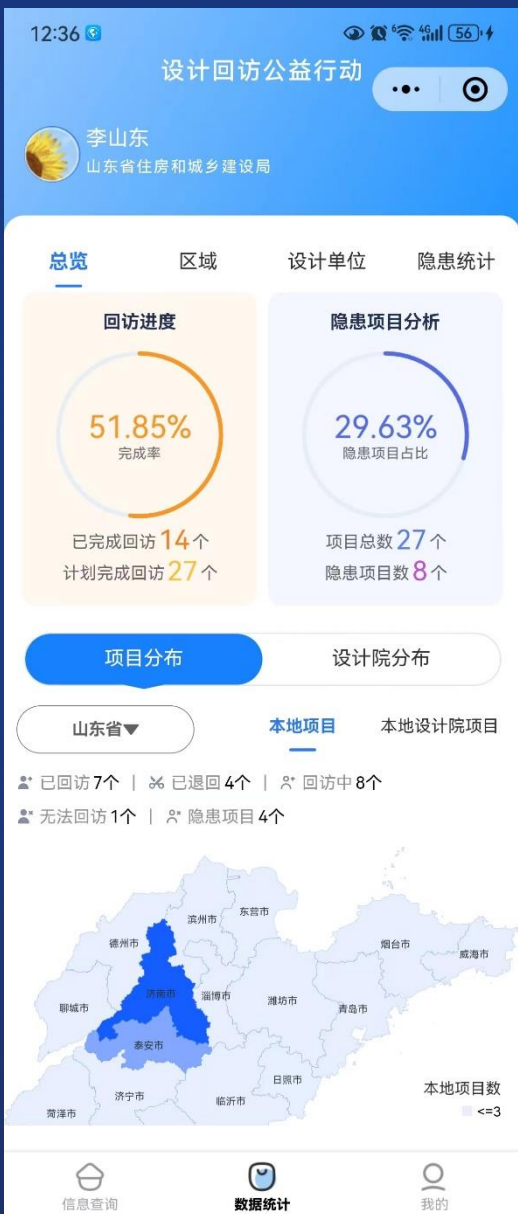 12:36
4G 56
设计回访公益行动
李山东
山东省住房和城乡建设局
总览 区域 设计单位 隐患统计
回访进度 隐患项目分析
51.85% 29.63%
完成率 隐患项目占比
已完成回访14个 项目总数27个
计划完成回访27个 隐患项目数8个
项目分布 设计院分布
山东省▼ 本地项目 本地设计院项目
已回访7个 | 已退回4个 | 回访中8个
无法回访1个 | 隐患项目4个
东营市
滨州市
德州市 烟台市
威海市
济南市 淄博市 潍坊市
聊城市 青岛市
泰安市
日照市
济宁市 临沂市 本地项目数
菏泽市 <=3
信息查询 数据统计 我的